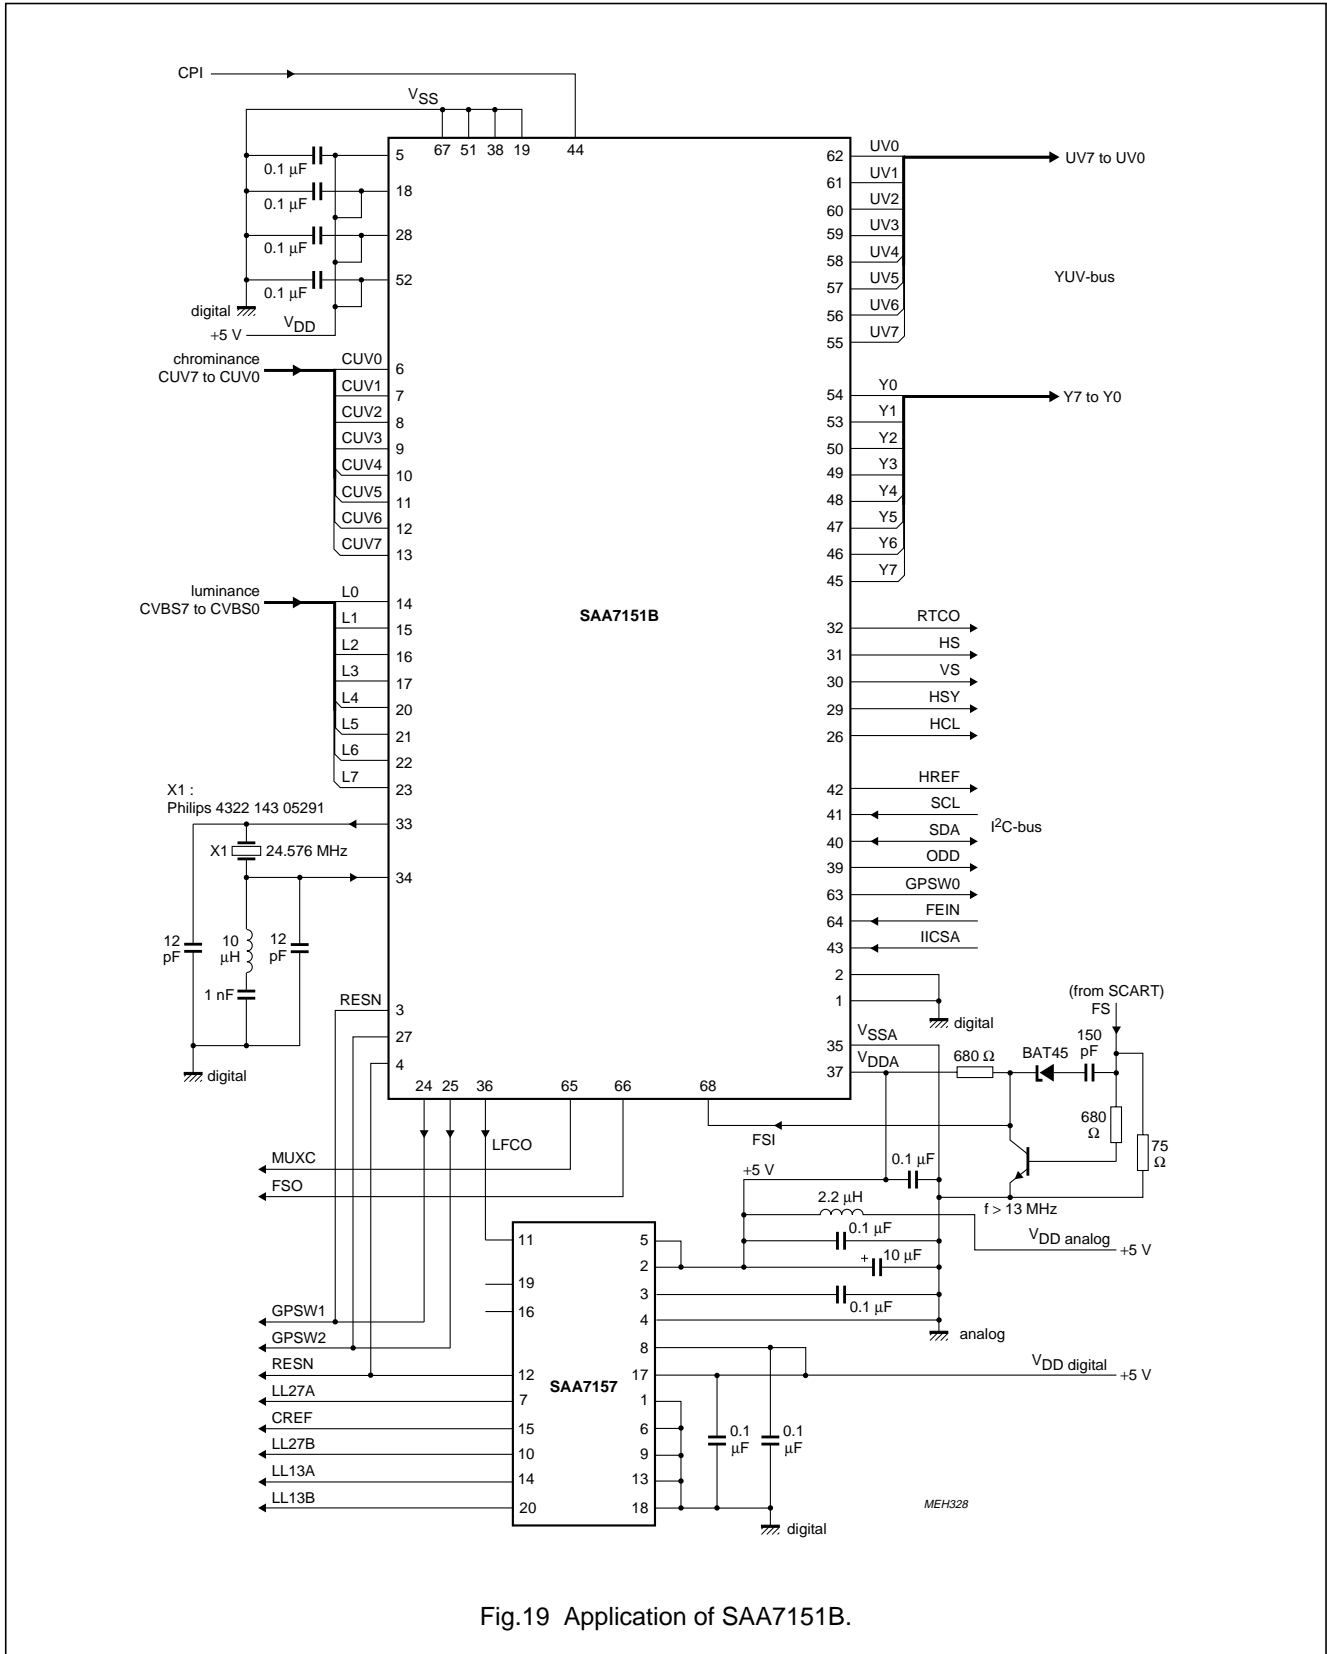 CPI
VSS
67 51 38 19 44
5
0.1 μF
18
0.1 μF
28
0.1 μF
52
0.1 μF
digital
VDD
+5 V
chrominance
CUV7 to CUV0
CUV0
6
CUV1
7
CUV2
8
CUV3
9
CUV4
10
CUV5
11
CUV6
12
CUV7
13
luminance
CVBS7 to CVBS0
L0
14
L1
15
L2
16
L3
17
L4
20
L5
21
L6
22
L7
23
X1 :
Philips 4322 143 05291
33
X1 24.576 MHz
34
12
pF
10
μH
12
pF
1 nF
digital
RESN
3
27
4
SAA7151B
62
UV0
61
UV1
60
UV2
59
UV3
58
UV4
57
UV5
56
UV6
55
UV7
UV7 to UV0
YUV-bus
54
Y0
53
Y1
50
Y2
49
Y3
48
Y4
47
Y5
46
Y6
45
Y7
Y7 to Y0
32
RTCO
31
HS
30
VS
29
HSY
26
HCL
42
HREF
41
SCL
40
SDA
I2C-bus
39
ODD
63
GPSW0
64
FEIN
43
IICSA
2
1
digital
35
VSSA
37
VDDA
680 Ω
BAT45
150
pF
(from SCART)
FS
680
Ω
75
Ω
f > 13 MHz
24 25 36 65 66 68
LFCO
FSI
MUXC
FSO
+5 V
0.1 μF
2.2 μH
0.1 μF
+ 10 μF
0.1 μF
VDD analog
+5 V
analog
11
19
16
5
2
3
4
8
17
1
6
9
13
18
SAA7157
GPSW1
GPSW2
RESN
12
LL27A
7
CREF
15
LL27B
10
LL13A
14
LL13B
20
VDD digital
+5 V
0.1
μF
0.1
μF
digital
MEH328
Fig.19 Application of SAA7151B.